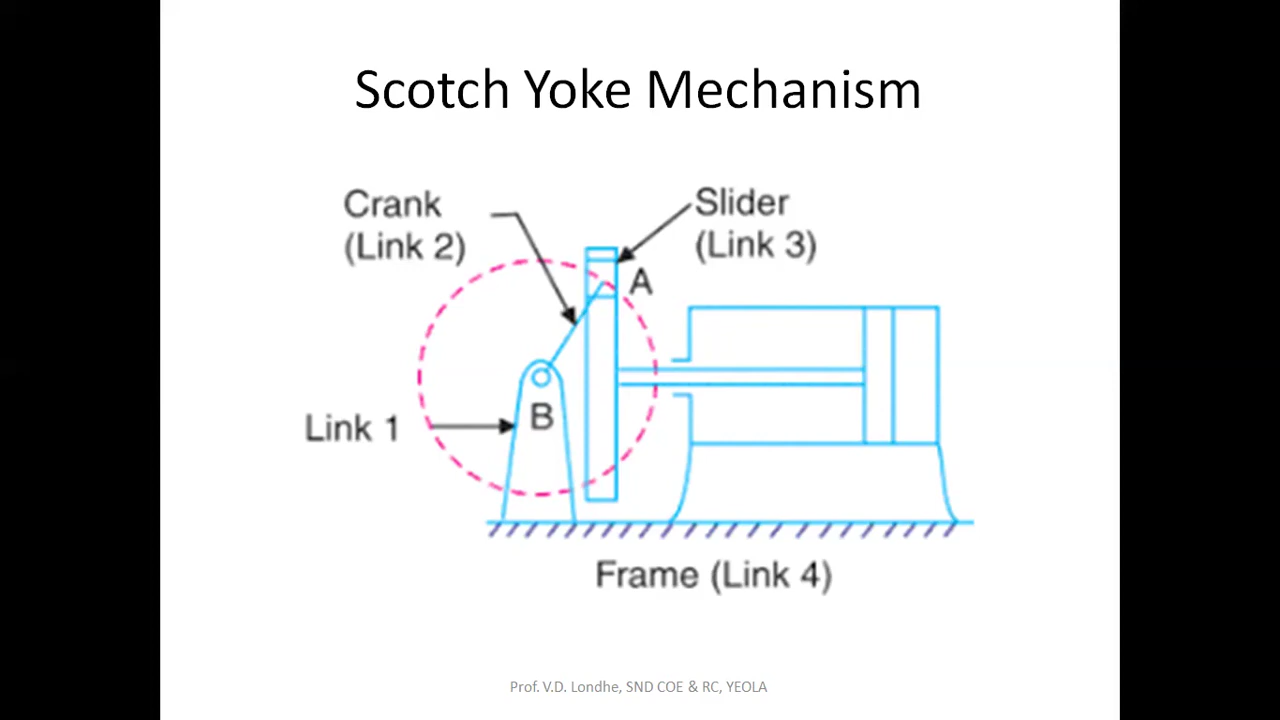 Scotch Yoke Mechanism
Crank
(Link 2)
Slider
(Link 3)
A
B
Link 1
Frame (Link 4)
Prof. V.D. Londhe, SND COE & RC, YEOLA